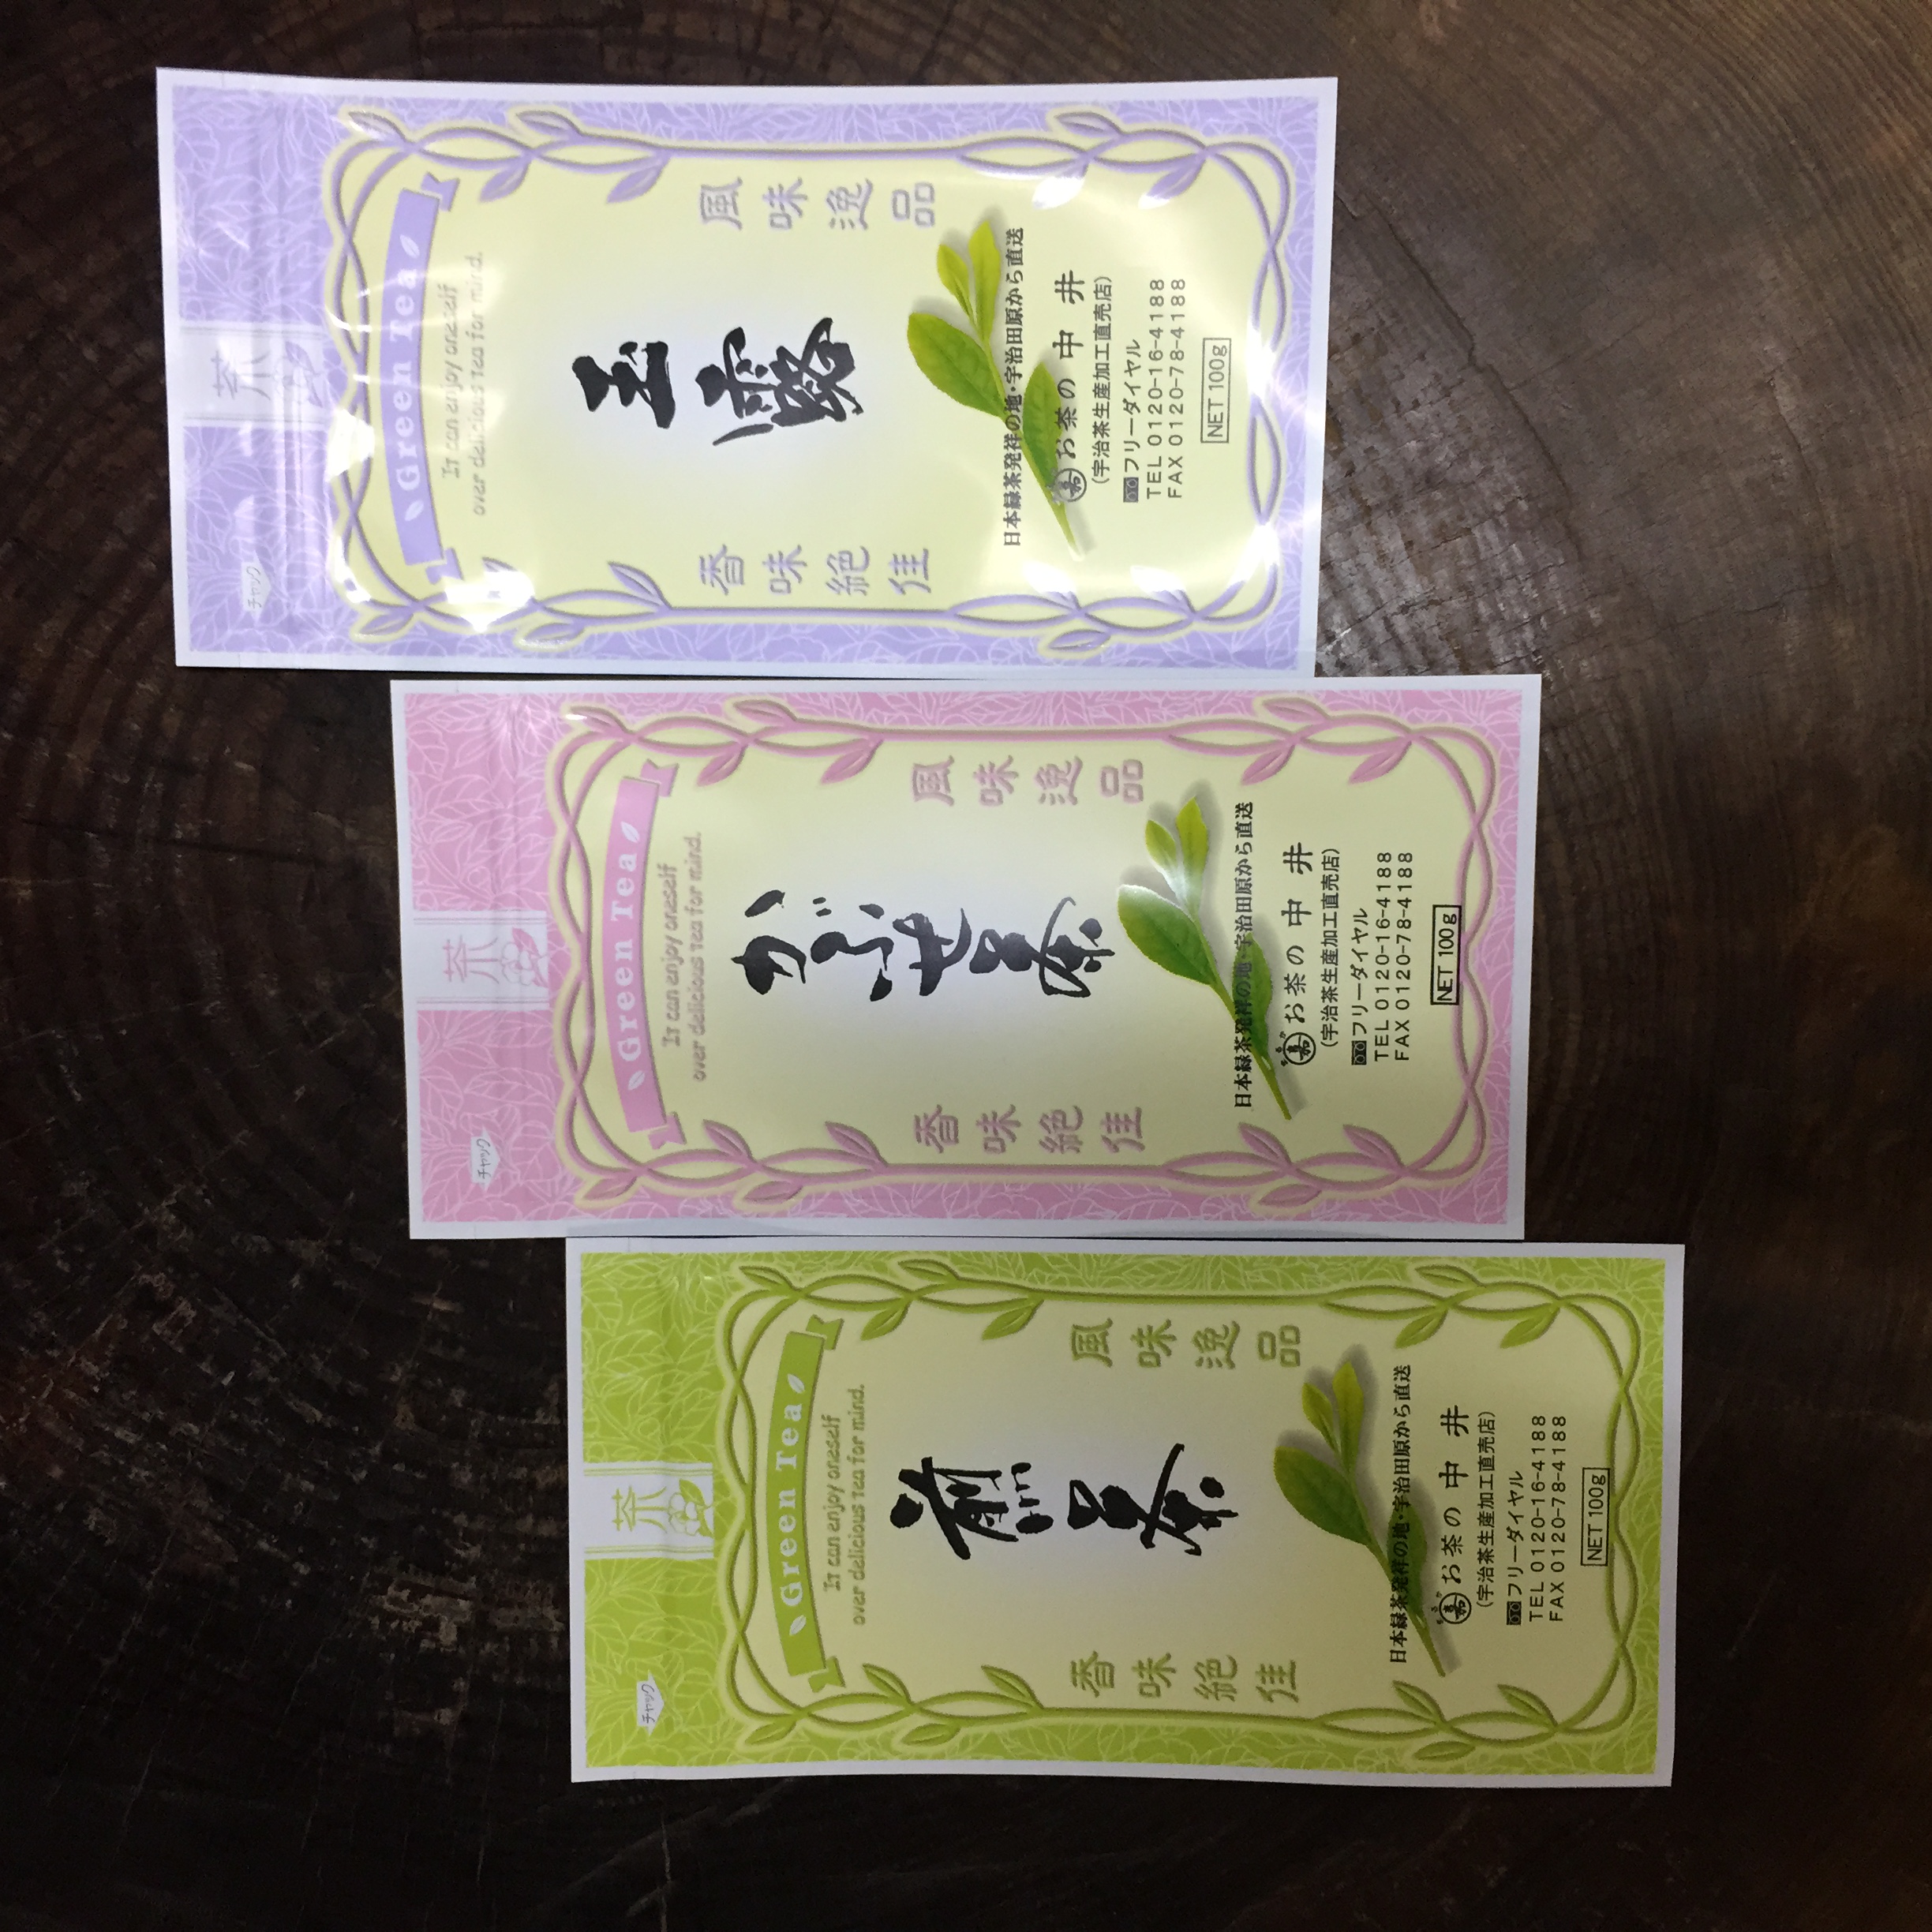 茶
チャック
Green Tea
It can enjoy oneself
over delicious tea for mind.
玉露
風味逸品
香味絶佳
日本緑茶発祥の地・宇治田原から直送
嘉 お茶の中井
(宇治茶生産加工直売店)
フリーダイヤル
TEL 0120-16-4188
FAX 0120-78-4188
NET 100g
茶
チャック
Green Tea
It can enjoy oneself
over delicious tea for mind.
かぶせ茶
風味逸品
香味絶佳
日本緑茶発祥の地・宇治田原から直送
まるか
嘉 お茶の中井
(宇治茶生産加工直売店)
フリーダイヤル
TEL 0120-16-4188
FAX 0120-78-4188
NET 100g
茶
チャック
Green Tea
It can enjoy oneself
over delicious tea for mind.
煎茶
風味逸品
香味絶佳
日本緑茶発祥の地・宇治田原から直送
まるか
嘉 お茶の中井
(宇治茶生産加工直売店)
フリーダイヤル
TEL 0120-16-4188
FAX 0120-78-4188
NET 100g